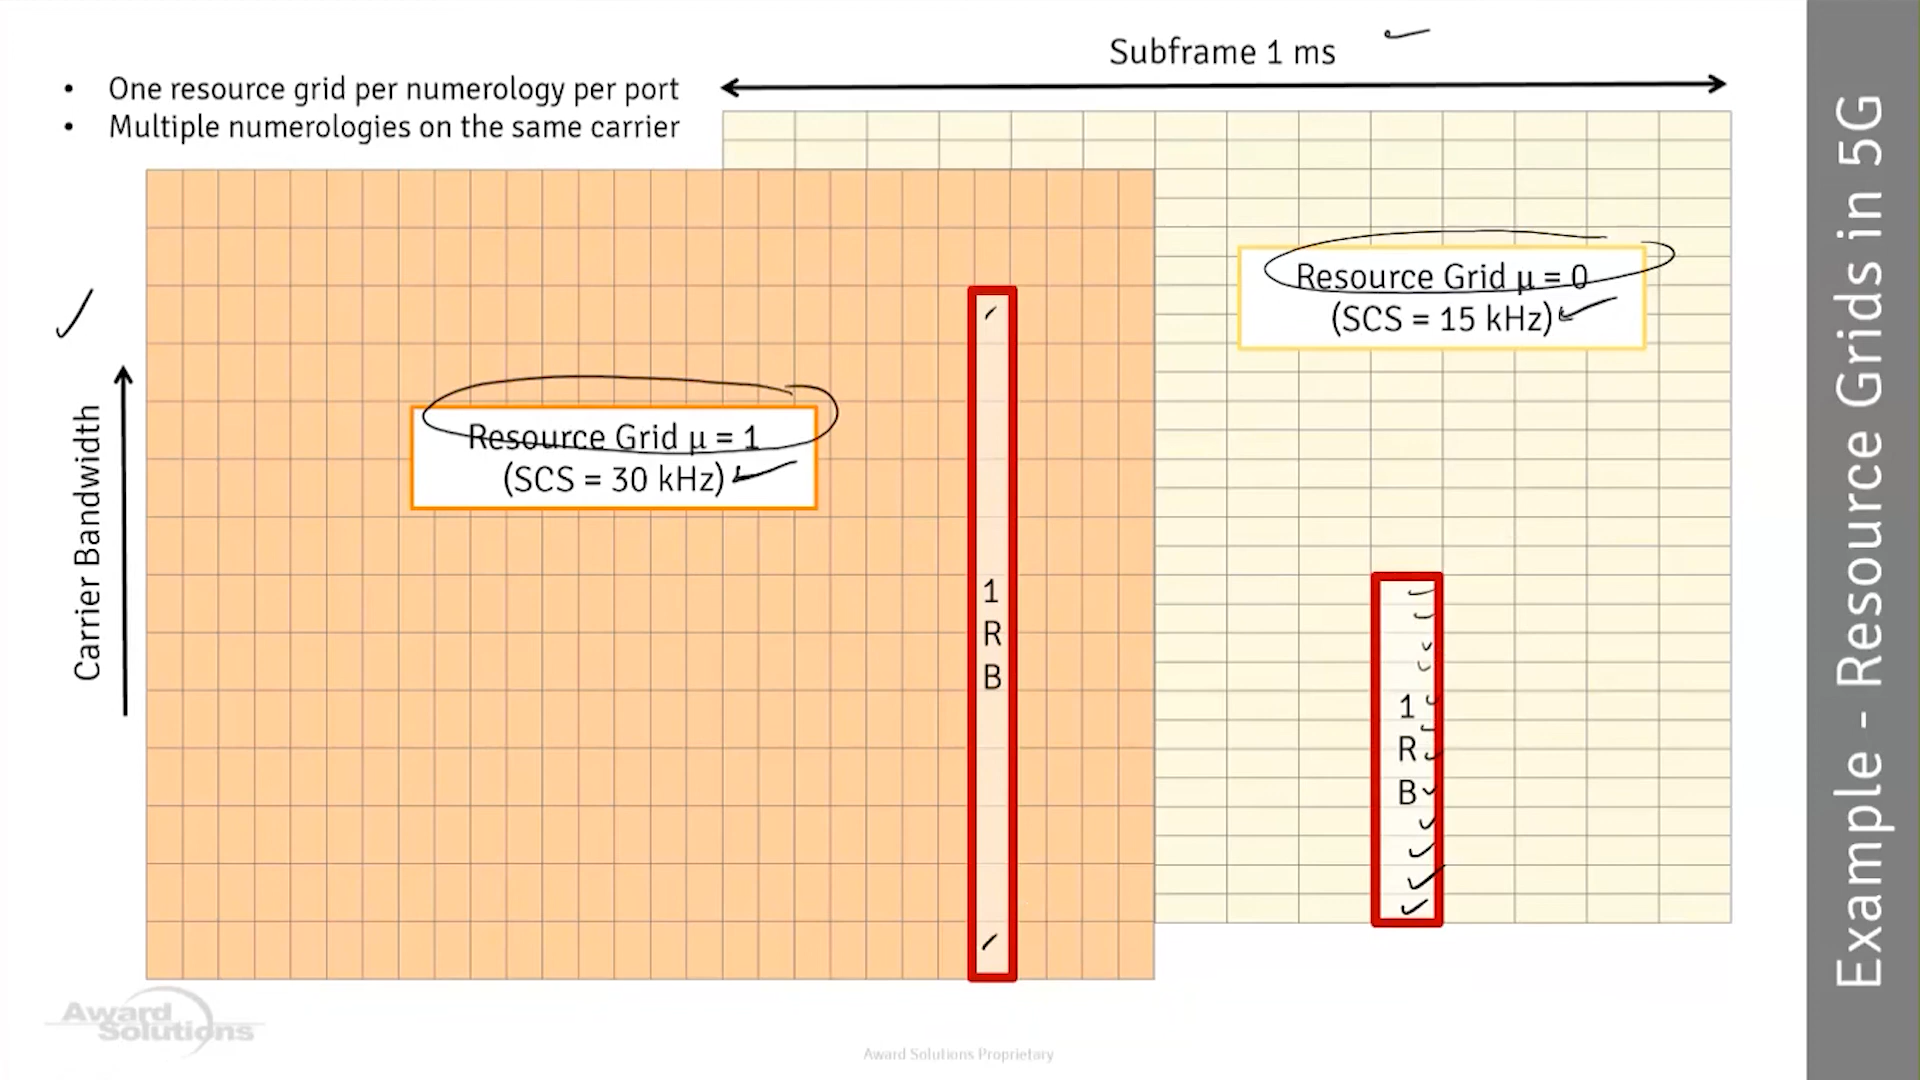 Subframe 1 ms
• One resource grid per numerology per port
• Multiple numerologies on the same carrier
Resource Grid μ = 0
(SCS = 15 kHz)
Resource Grid μ = 1
(SCS = 30 kHz)
Carrier Bandwidth
1
R
B
1
R
B
Example - Resource Grids in 5G
Award
Solutions
Award Solutions Proprietary